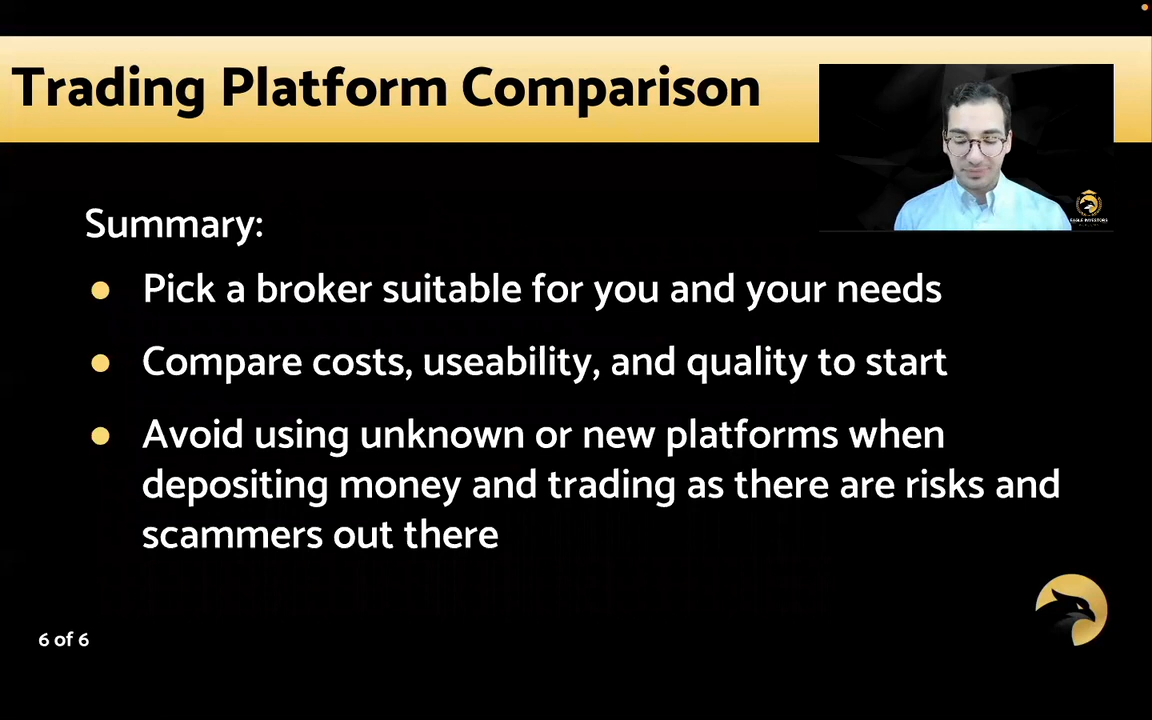 Trading Platform Comparison
EAGLE INVESTORS
Summary:
● Pick a broker suitable for you and your needs
● Compare costs, useability, and quality to start
● Avoid using unknown or new platforms when
depositing money and trading as there are risks and
scammers out there
6 of 6